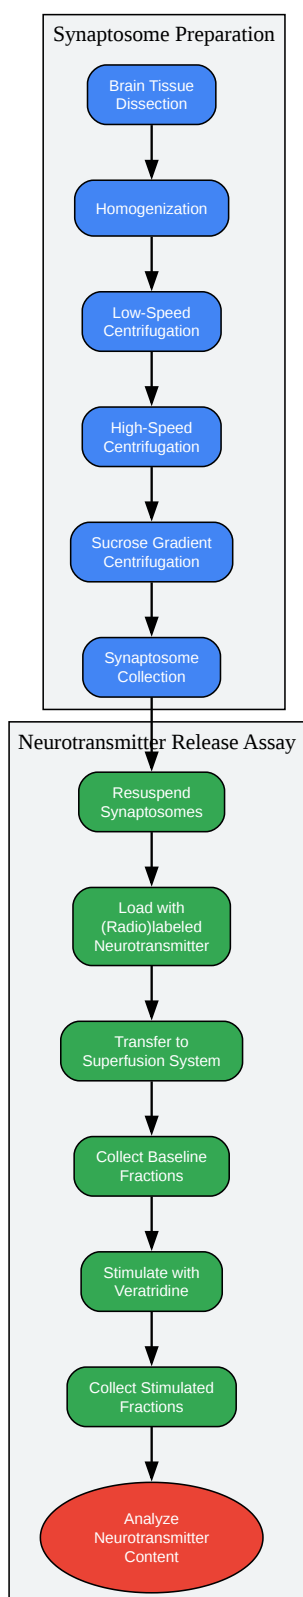 Synaptosome Preparation
Brain Tissue
Dissection
Homogenization
Low-Speed
Centrifugation
High-Speed
Centrifugation
Sucrose Gradient
Centrifugation
Synaptosome
Collection
Neurotransmitter Release Assay
Resuspend
Synaptosomes
Load with
(Radio)labeled
Neurotransmitter
Transfer to
Superfusion System
Collect Baseline
Fractions
Stimulate with
Veratridine
Collect Stimulated
Fractions
Analyze
Neurotransmitter
Content